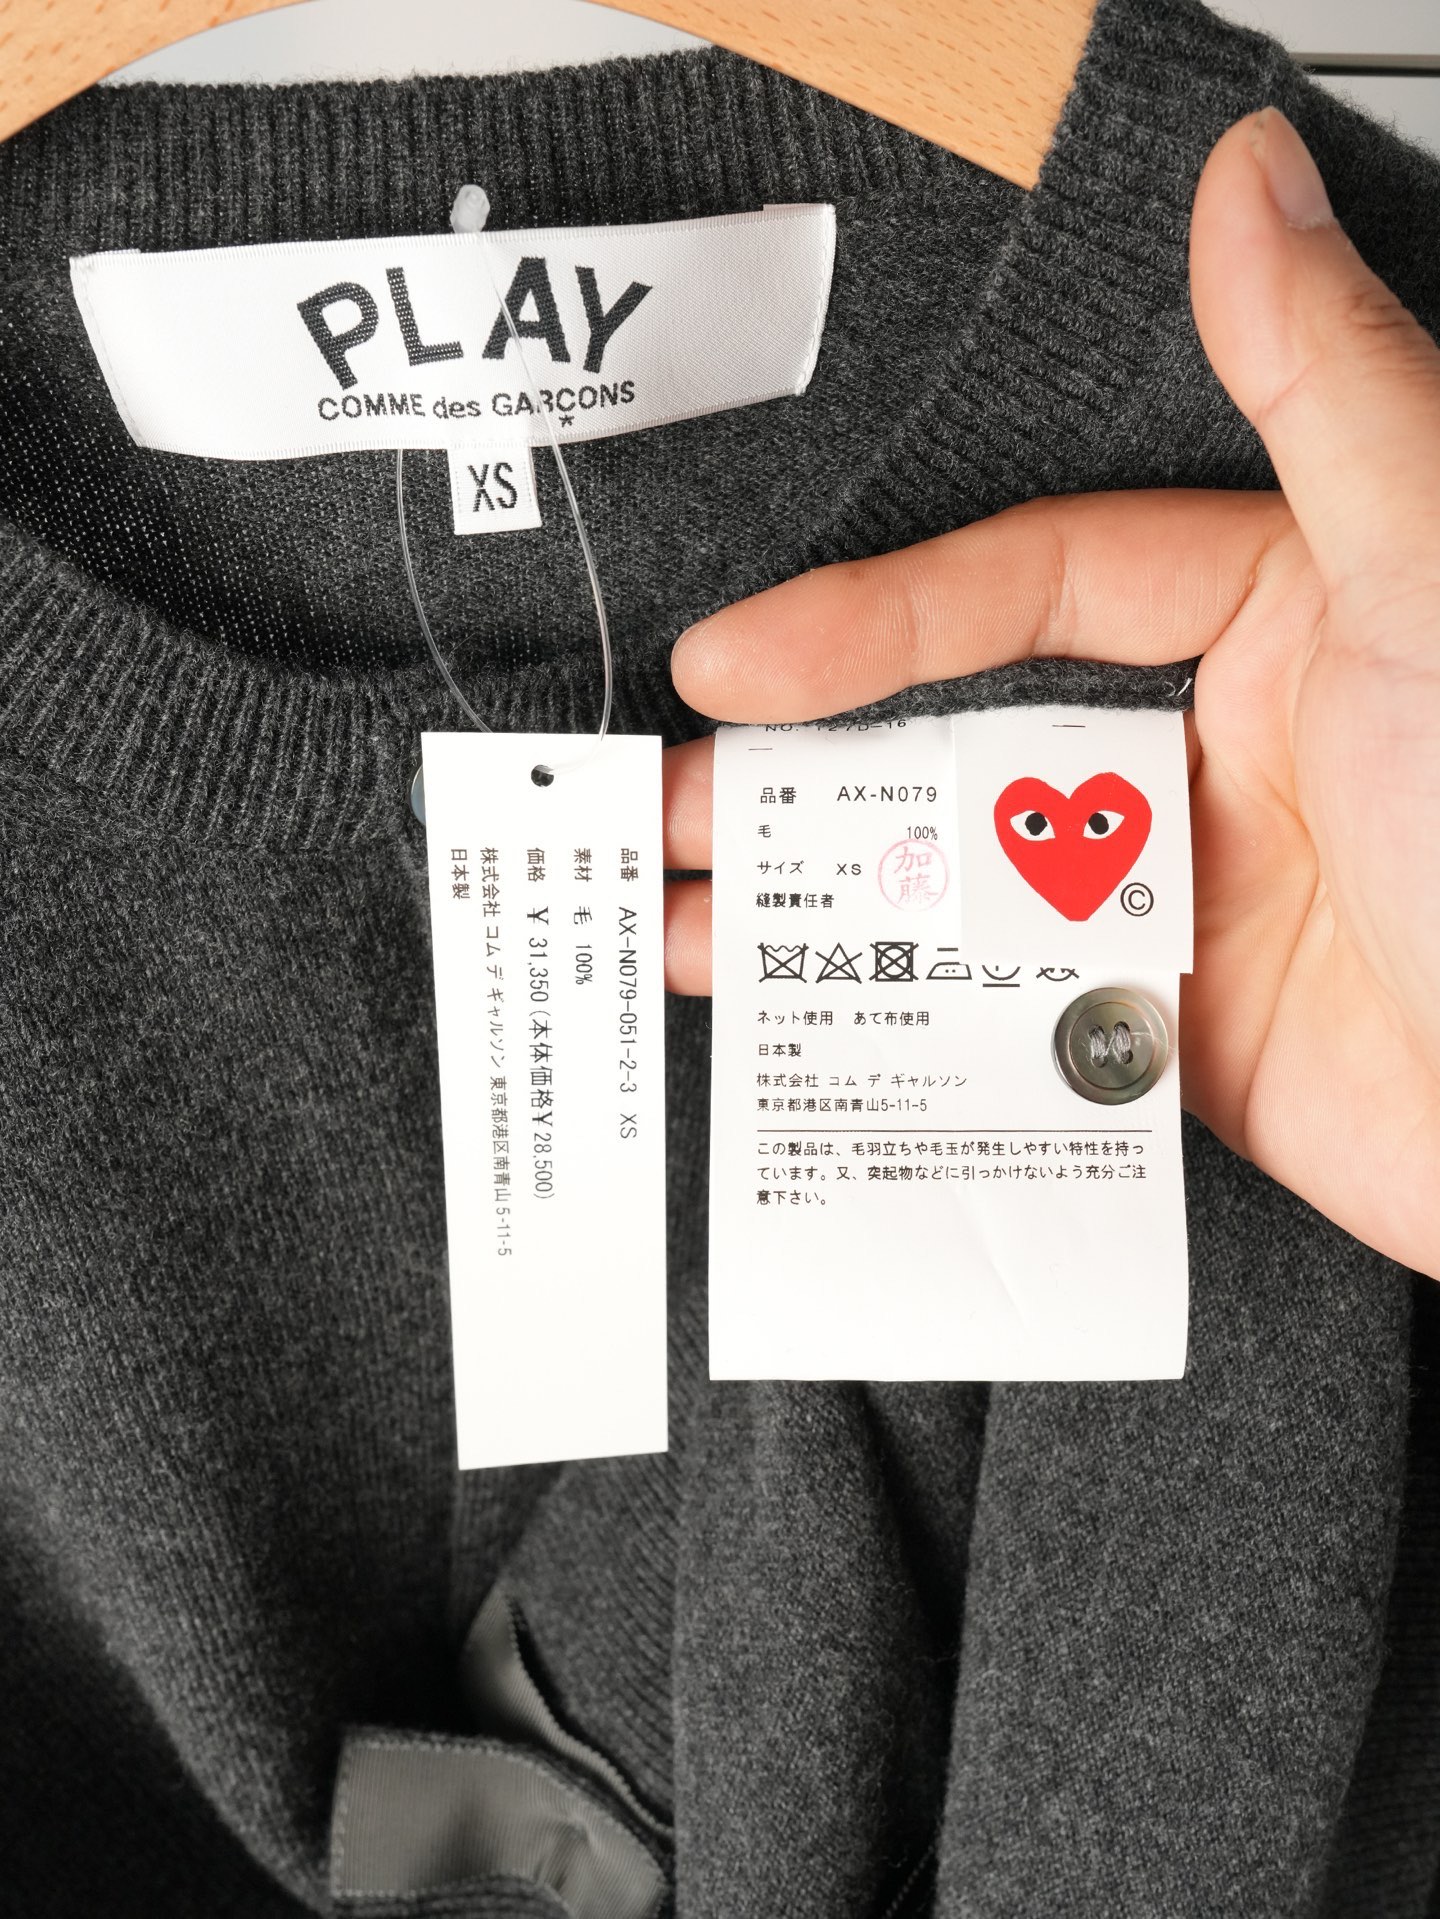 PLAY
COMME des GARÇONS
*
XS
品番 AX-N079-051-2-3 XS
素材 毛 100%
価格 ¥ 31,350(本体価格¥28,500)
株式会社 コム デ ギャルソン 東京都港区南青山5-11-5
日本製
品番 AX-N079
毛 100%
サイズ XS
縫製責任者 加藤
©
ネット使用 あて布使用
日本製
株式会社 コム デ ギャルソン
東京都港区南青山5-11-5
この製品は、毛羽立ちや毛玉が発生しやすい特性を持っ
ています。又、突起物などに引っかけないよう充分ご注
意下さい。